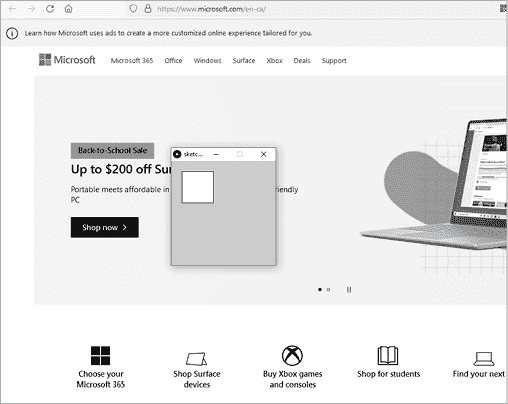 https://www.microsoft.com/en-ca/
Learn how Microsoft uses ads to create a more customized online experience tailored for you.
Microsoft Microsoft 365 Office Windows Surface Xbox Deals Support
Back-to-School Sale
sketc...
Up to $200 off Sur
Portable meets affordable in
friendly
PC
Shop now
Choose your
Microsoft 365
Shop Surface
devices
Buy Xbox games
and consoles
Shop for students
Find your next